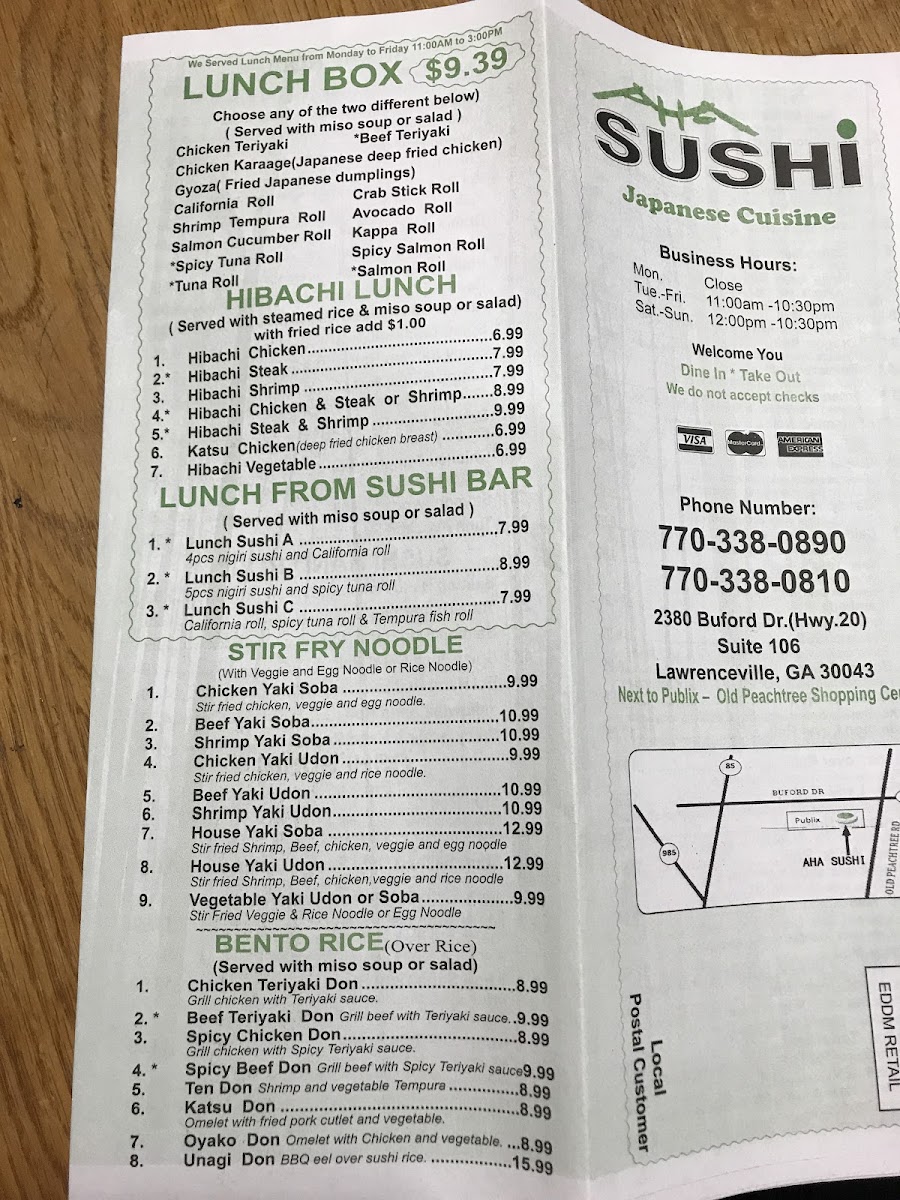 We Served Lunch Menu from Monday to Friday 11:00AM to 3:00PM
LUNCH BOX $9.39
Choose any of the two different below)
( Served with miso soup or salad )
Chicken Teriyaki *Beef Teriyaki
Chicken Karaage(Japanese deep fried chicken)
Gyoza( Fried Japanese dumplings)
California Roll Crab Stick Roll
Shrimp Tempura Roll Avocado Roll
Salmon Cucumber Roll Kappa Roll
*Spicy Tuna Roll Spicy Salmon Roll
*Tuna Roll *Salmon Roll
HIBACHI LUNCH
( Served with steamed rice & miso soup or salad)
with fried rice add $1.00
1. Hibachi Chicken.......6.99
2.* Hibachi Steak.......7.99
3. Hibachi Shrimp.......7.99
4.* Hibachi Chicken & Steak or Shrimp.......8.99
5.* Hibachi Steak & Shrimp.......9.99
6. Katsu Chicken(deep fried chicken breast).......6.99
7. Hibachi Vegetable.......6.99
LUNCH FROM SUSHI BAR
( Served with miso soup or salad )
1. * Lunch Sushi A.......7.99
4pcs nigiri sushi and California roll
2. * Lunch Sushi B.......8.99
5pcs nigiri sushi and spicy tuna roll
3. * Lunch Sushi C.......7.99
California roll, spicy tuna roll & Tempura fish roll
STIR FRY NOODLE
(With Veggie and Egg Noodle or Rice Noodle)
1. Chicken Yaki Soba.......9.99
Stir fried chicken, veggie and egg noodle.
2. Beef Yaki Soba.......10.99
3. Shrimp Yaki Soba.......10.99
4. Chicken Yaki Udon.......9.99
Stir fried chicken, veggie and rice noodle.
5. Beef Yaki Udon.......10.99
6. Shrimp Yaki Udon.......10.99
7. House Yaki Soba.......12.99
Stir fried Shrimp, Beef, chicken, veggie and egg noodle
8. House Yaki Udon.......12.99
Stir fried Shrimp, Beef, chicken,veggie and rice noodle
9. Vegetable Yaki Udon or Soba.......9.99
Stir Fried Veggie & Rice Noodle or Egg Noodle
BENTO RICE(Over Rice)
(Served with miso soup or salad)
1. Chicken Teriyaki Don.......8.99
Grill chicken with Teriyaki sauce.
2. * Beef Teriyaki Don Grill beef with Teriyaki sauce..9.99
3. Spicy Chicken Don.......8.99
Grill chicken with Spicy Teriyaki sauce.
4. * Spicy Beef Don Grill beef with Spicy Teriyaki sauce9.99
5. Ten Don Shrimp and vegetable Tempura.......8.99
6. Katsu Don.......8.99
Omelet with fried pork cutlet and vegetable.
7. Oyako Don Omelet with Chicken and vegetable. ...8.99
8. Unagi Don BBQ eel over sushi rice.......15.99
AHA
SUSHi
Japanese Cuisine
Business Hours:
Mon. Close
Tue.-Fri. 11:00am -10:30pm
Sat.-Sun. 12:00pm -10:30pm
Welcome You
Dine In * Take Out
We do not accept checks
VISA MasterCard AMERICAN EXPRESS
Phone Number:
770-338-0890
770-338-0810
2380 Buford Dr.(Hwy.20)
Suite 106
Lawrenceville, GA 30043
Next to Publix – Old Peachtree Shopping Ce
85
BUFORD DR
Publix
985
AHA SUSHI
OLD PEACHTREE RD
Local
Postal Customer
EDDM RETAIL